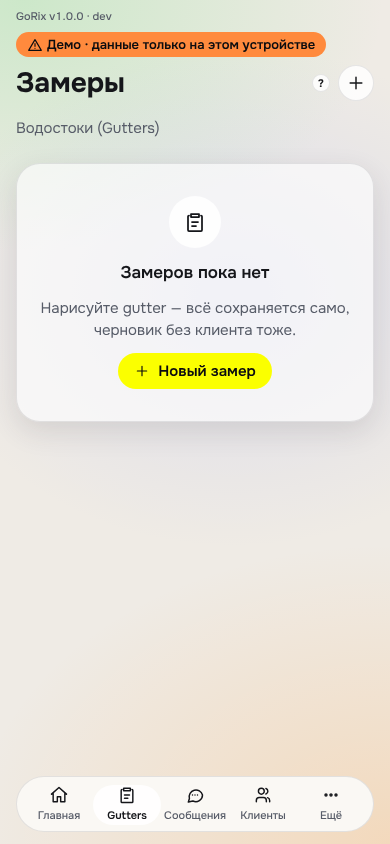 GoRix v1.0.0 · dev
Демо · данные только на этом устройстве
Замеры
?
Водостоки (Gutters)
Замеров пока нет
Нарисуйте gutter — всё сохраняется само,
черновик без клиента тоже.
Новый замер
Главная
Gutters
Сообщения
Клиенты
Ещё